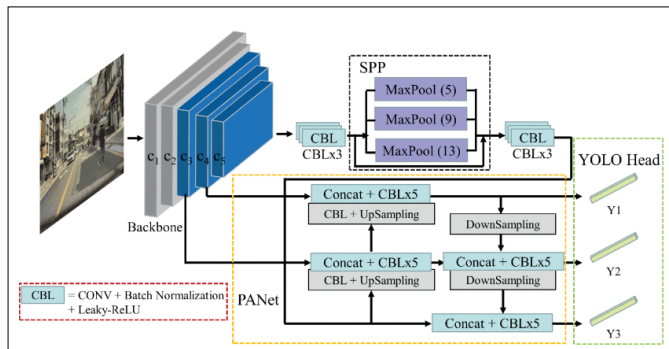 SPP
MaxPool (5)
MaxPool (9)
MaxPool (13)
CBL
CBLx3
CBL
CBLx3
c1 c2 c3 c4 c5
Backbone
YOLO Head
Concat + CBLx5
CBL + UpSampling
DownSampling
Y1
Concat + CBLx5
CBL + UpSampling
Concat + CBLx5
DownSampling
Y2
PANet
Concat + CBLx5
Y3
CBL = CONV + Batch Normalization
+ Leaky-ReLU